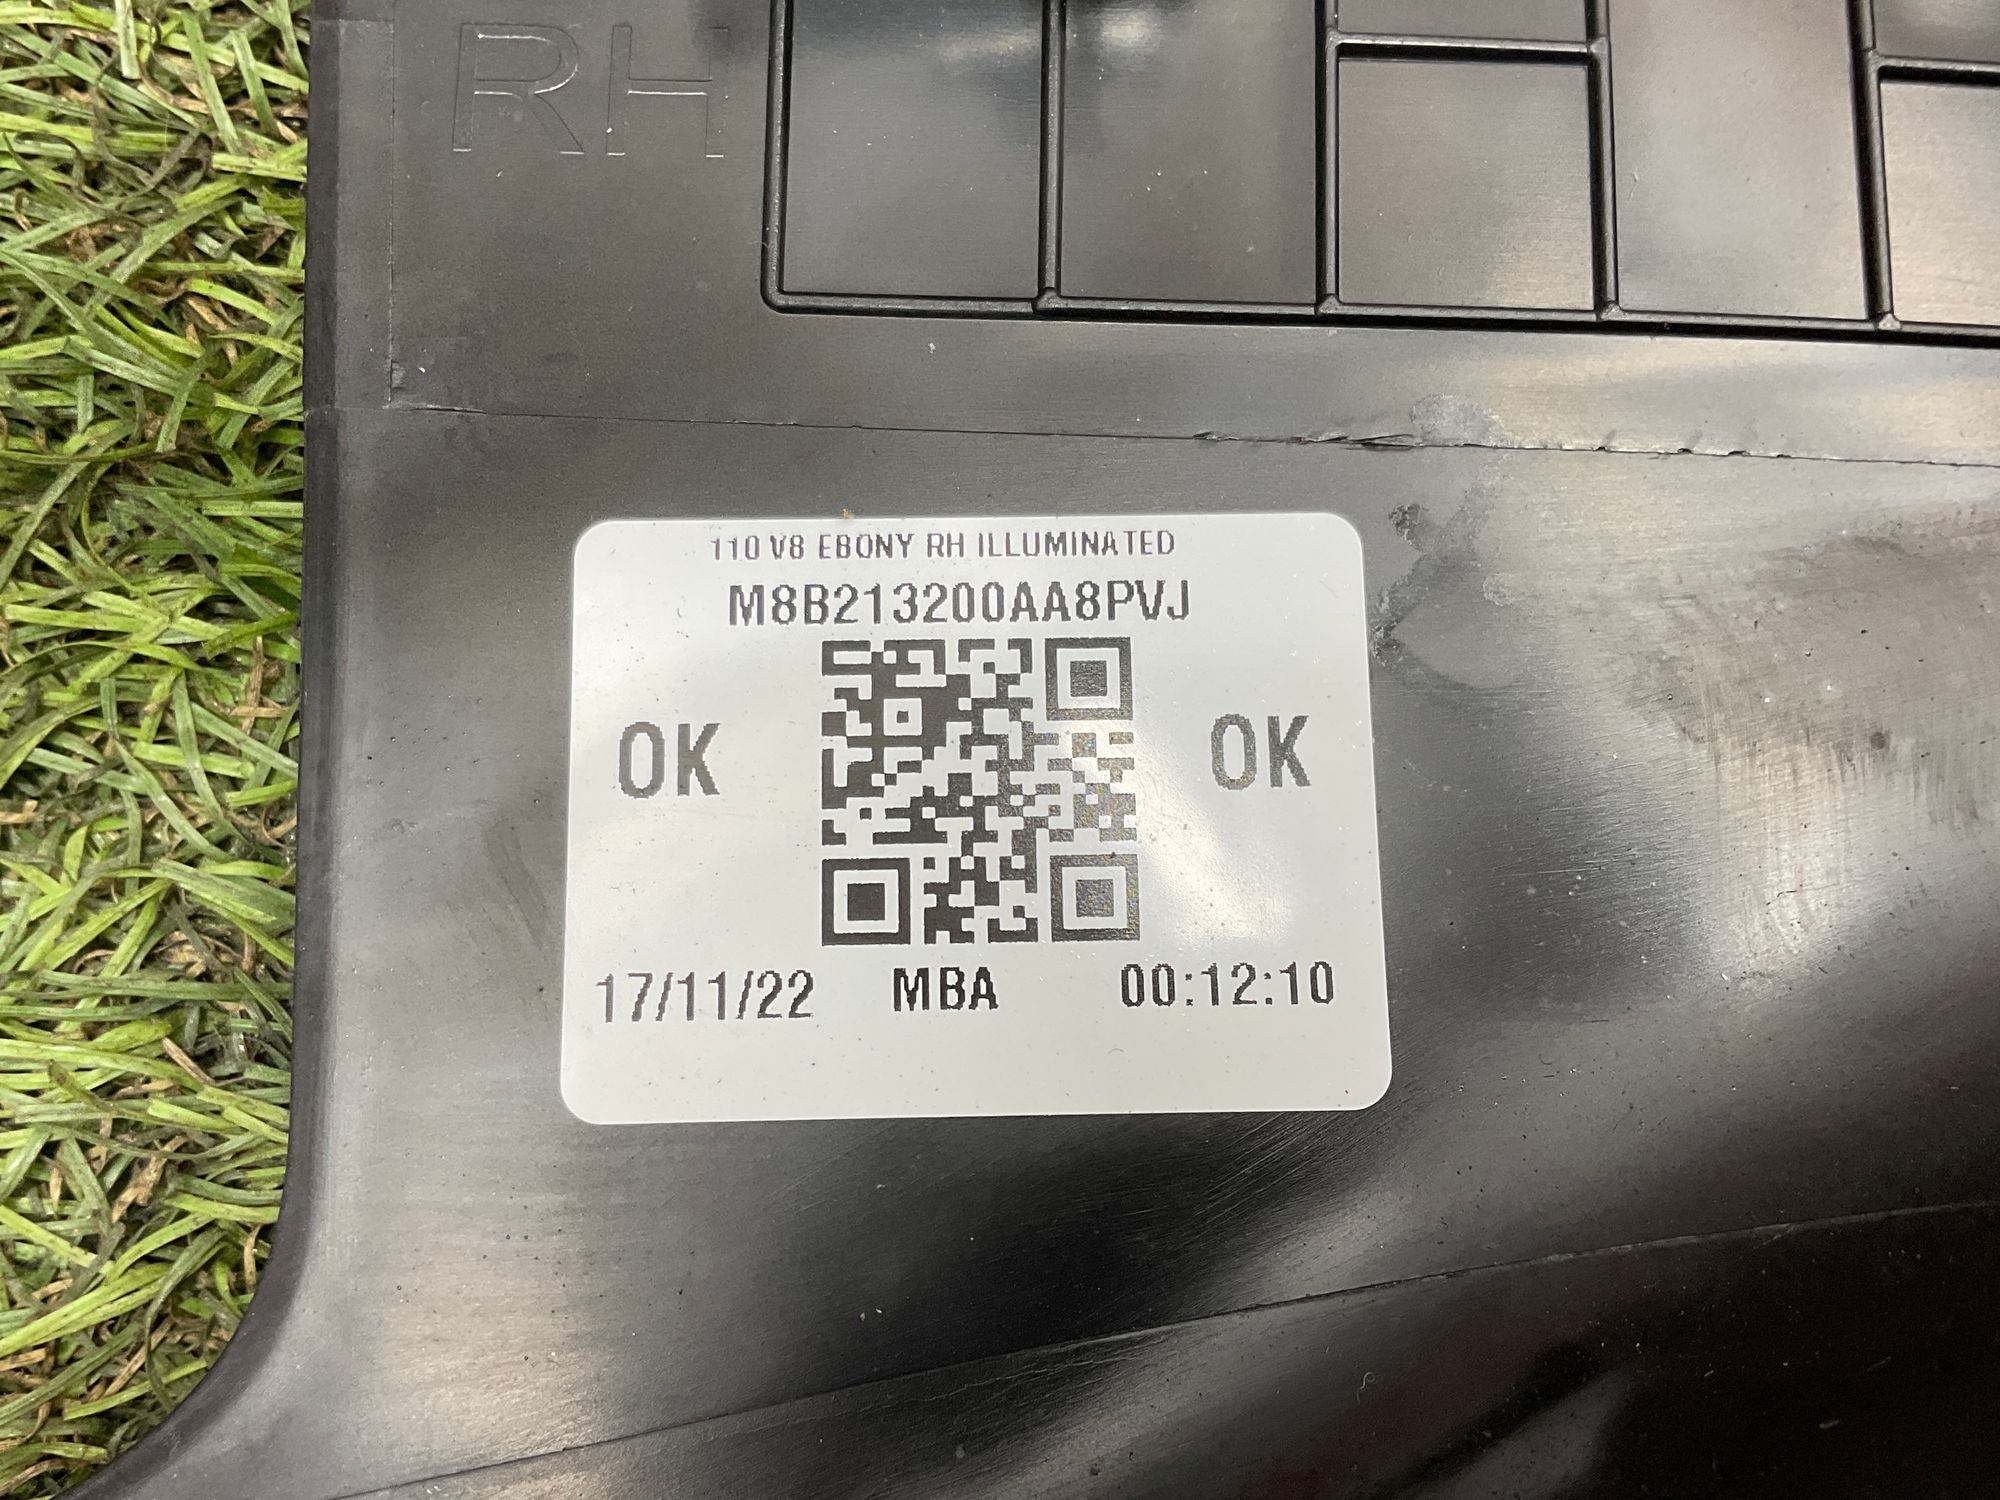 RH
110 V8 EBONY RH ILLUMINATED
M8B213200AA8PVJ
OK OK
17/11/22 MBA 00:12:10